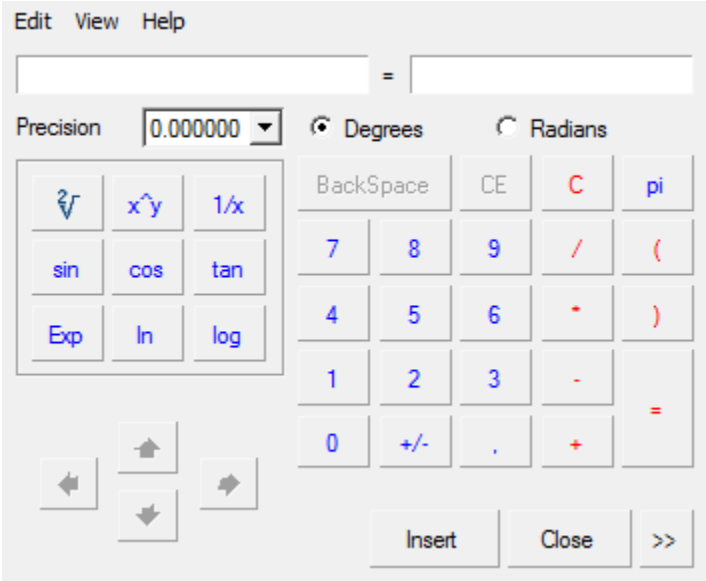 Edit View Help
=
Precision 0.000000 Degrees Radians
BackSpace CE C pi
2√ x^y 1/x
7 8 9 / (
sin cos tan
4 5 6 * )
Exp ln log
1 2 3 -
=
0 +/- , +
Insert Close >>